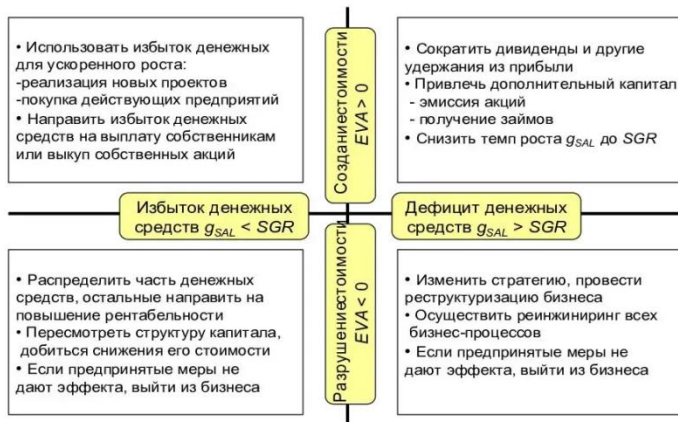 • Использовать избыток денежных
для ускоренного роста:
-реализация новых проектов
-покупка действующих предприятий
• Направить избыток денежных
средств на выплату собственникам
или выкуп собственных акций
Созданиестоимости
EVA > 0
• Сократить дивиденды и другие
удержания из прибыли
• Привлечь дополнительный капитал
- эмиссия акций
- получение займов
• Снизить темп роста gSAL до SGR
Избыток денежных
средств gSAL < SGR
Дефицит денежных
средств gSAL > SGR
• Распределить часть денежных
средств, остальные направить на
повышение рентабельности
• Пересмотреть структуру капитала,
добиться снижения его стоимости
• Если предпринятые меры не
дают эффекта, выйти из бизнеса
Разрушениестоимости
EVA < 0
• Изменить стратегию, провести
реструктуризацию бизнеса
• Осуществить реинжиниринг всех
бизнес-процессов
• Если предпринятые меры не
дают эффекта, выйти из бизнеса